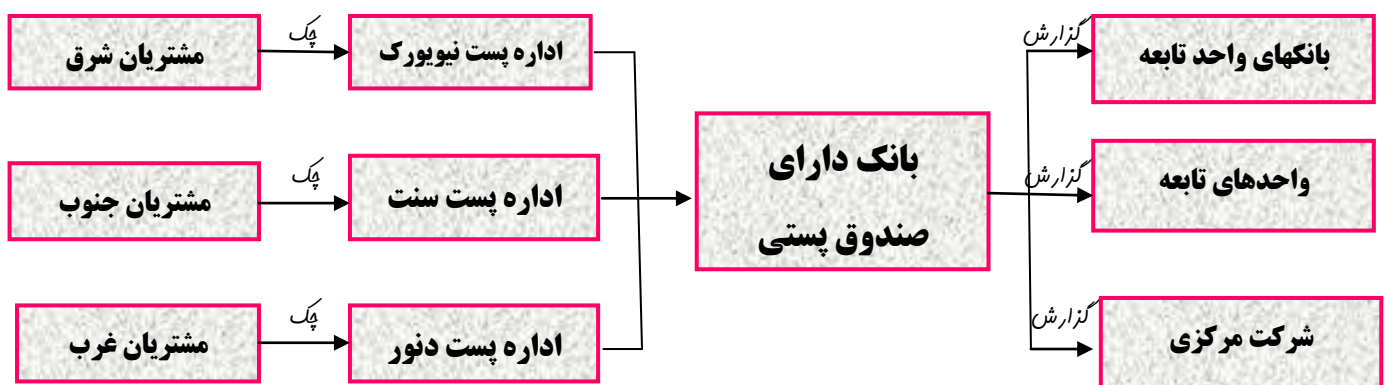 مشتریان شرق
چک
اداره پست نیویورک
گزارش
بانکهای واحد تابعه
مشتریان جنوب
چک
اداره پست سنت
بانک دارای
صندوق پستی
گزارش
واحدهای تابعه
مشتریان غرب
چک
اداره پست دنور
گزارش
شرکت مرکزی